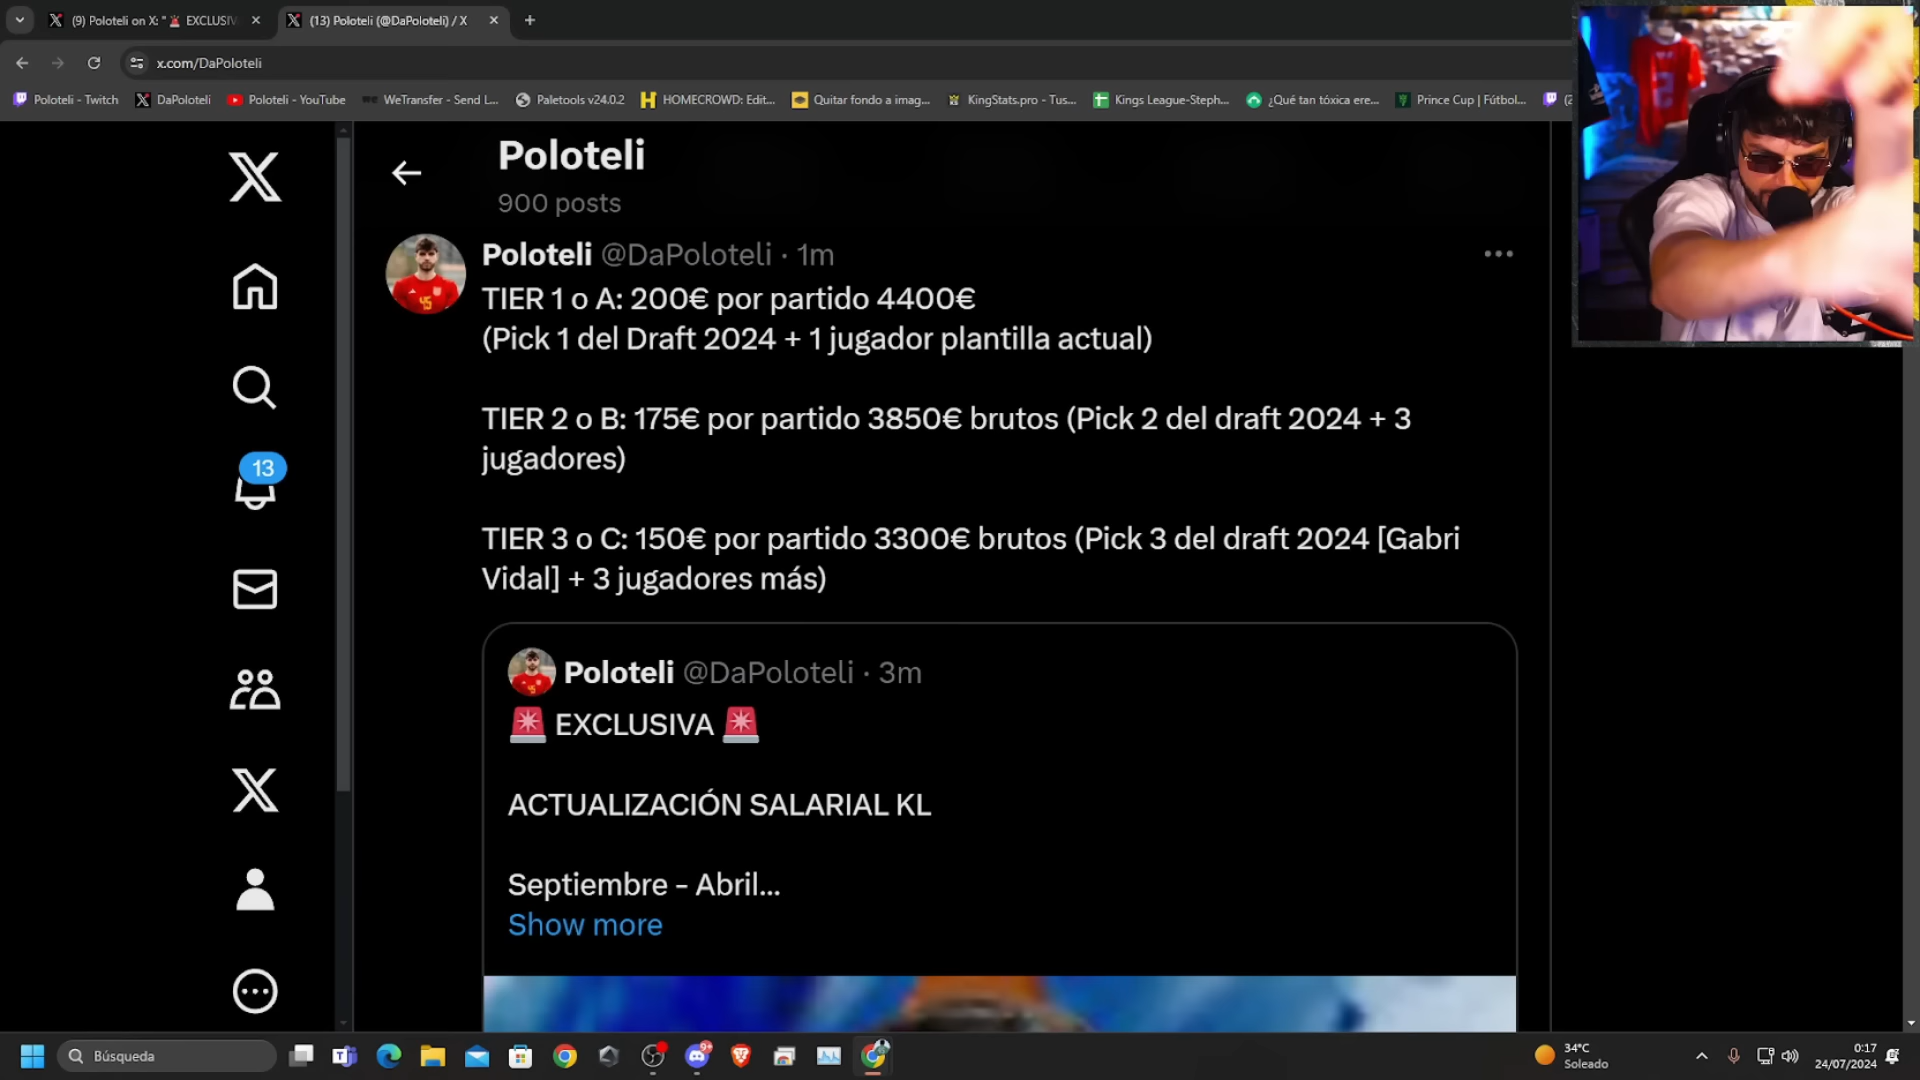 (9) Poloteli on X: "🚨 EXCLUSIV
(13) Poloteli (@DaPoloteli) / X
x.com/DaPoloteli
Poloteli - Twitch
DaPoloteli
Poloteli - YouTube
WeTransfer - Send L...
Paletools v24.0.2
HOMECROWD: Edit...
Quitar fondo a imag...
KingStats.pro - Tus...
Kings League-Steph...
¿Qué tan tóxica ere...
Prince Cup | Fútbol...
Poloteli
900 posts
Poloteli @DaPoloteli · 1m
TIER 1 o A: 200€ por partido 4400€
(Pick 1 del Draft 2024 + 1 jugador plantilla actual)
TIER 2 o B: 175€ por partido 3850€ brutos (Pick 2 del draft 2024 + 3
jugadores)
TIER 3 o C: 150€ por partido 3300€ brutos (Pick 3 del draft 2024 [Gabri
Vidal] + 3 jugadores más)
13
Poloteli @DaPoloteli · 3m
🚨 EXCLUSIVA 🚨
ACTUALIZACIÓN SALARIAL KL
Septiembre - Abril...
Show more
Búsqueda
34°C
Soleado
0:17
24/07/2024